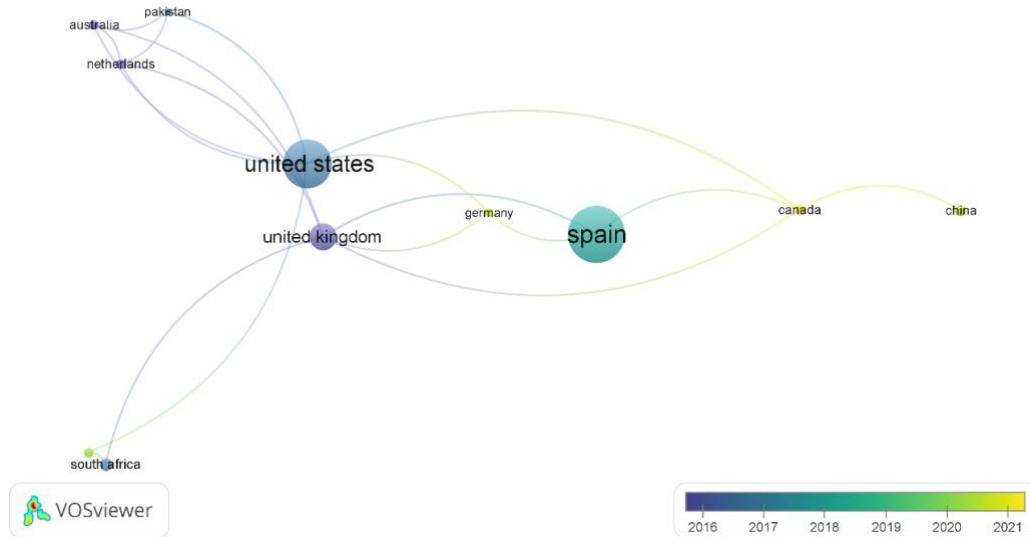 pakistan
australia
netherlands
united states
germany
canada
china
united kingdom
spain
south africa
VOSviewer
2016 2017 2018 2019 2020 2021